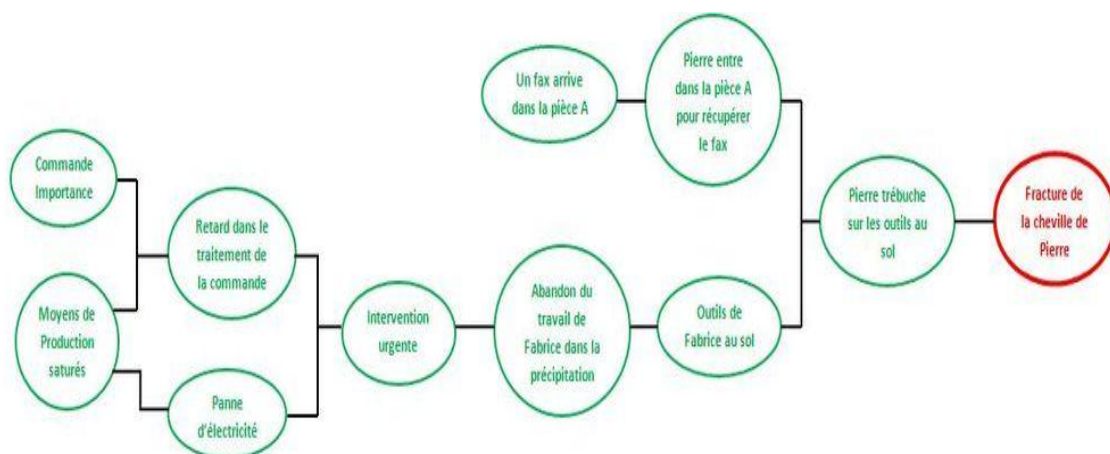 Un fax arrive
dans la pièce A
Pierre entre
dans la pièce A
pour récupérer
le fax
Commande
Importance
Retard dans le
traitement de
la commande
Moyens de
Production
saturés
Panne
d'électricité
Intervention
urgente
Abandon du
travail de
Fabrice dans la
précipitation
Outils de
Fabrice au sol
Pierre trébuche
sur les outils au
sol
Fracture de
la cheville de
Pierre